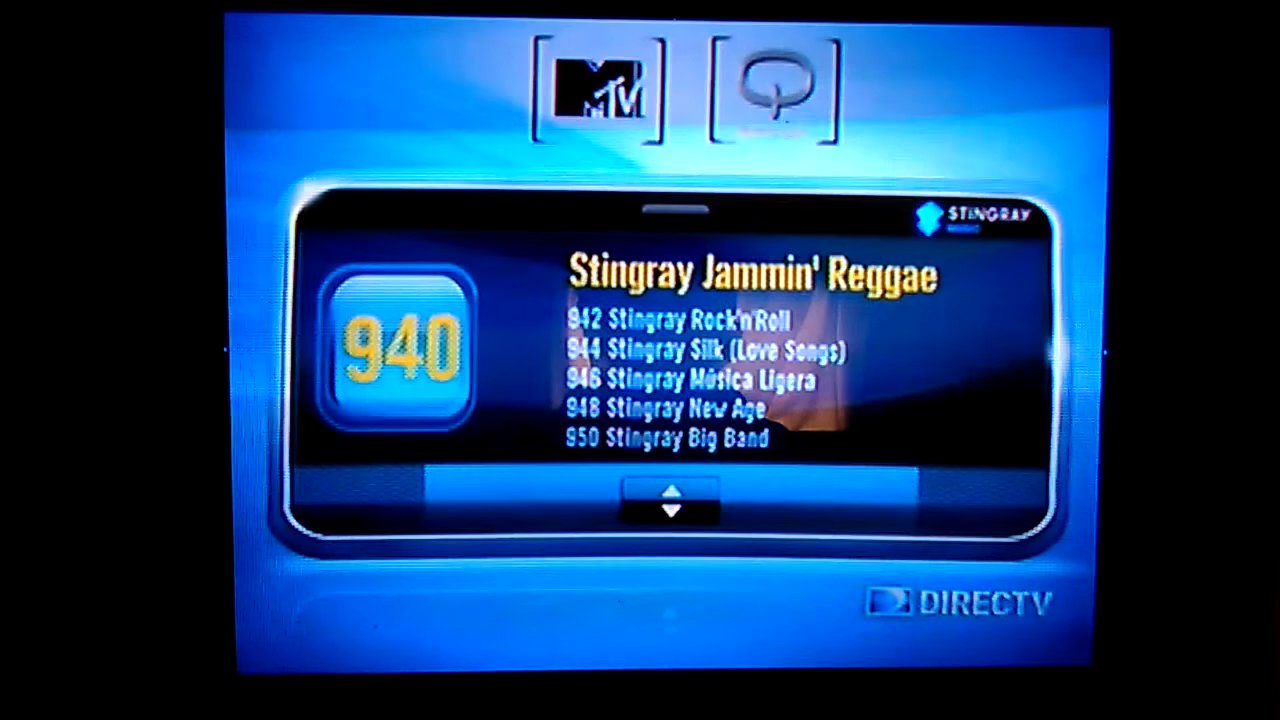 MTV
STINGRAY
MUSIC
Stingray Jammin' Reggae
940
942 Stingray Rock'n'Roll
944 Stingray Silk (Love Songs)
946 Stingray Música Ligera
948 Stingray New Age
950 Stingray Big Band
DIRECTV